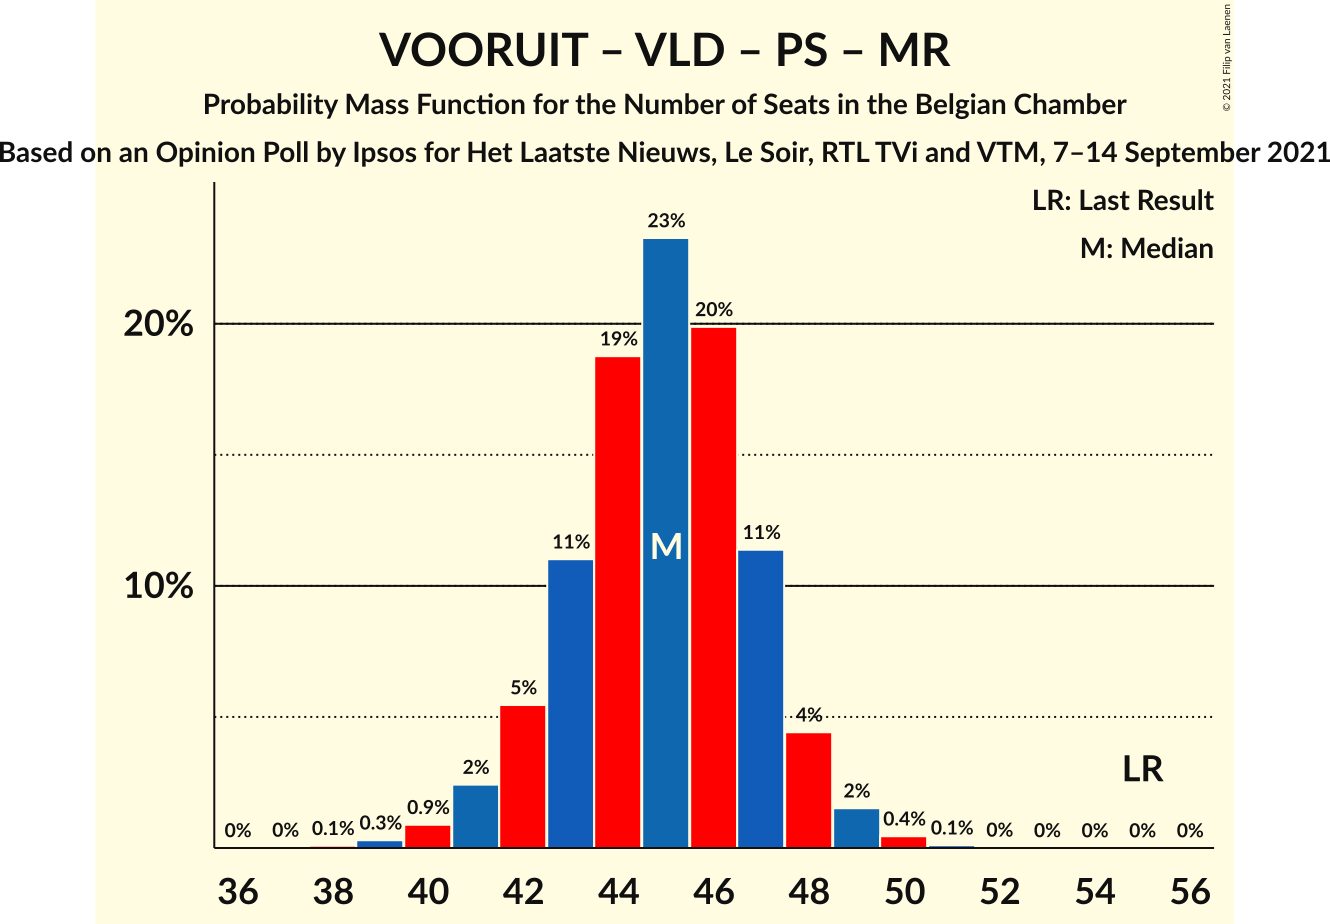 VOORUIT – VLD – PS – MR
Probability Mass Function for the Number of Seats in the Belgian Chamber
Based on an Opinion Poll by Ipsos for Het Laatste Nieuws, Le Soir, RTL TVi and VTM, 7–14 September 2021
© 2021 Filip van Laenen
LR: Last Result
M: Median
20%
10%
0% 0% 0.1% 0.3% 0.9% 2% 5% 11% 19% 23% 20% 11% 4% 2% 0.4% 0.1% 0% 0% 0% 0% 0%
M
LR
36 38 40 42 44 46 48 50 52 54 56